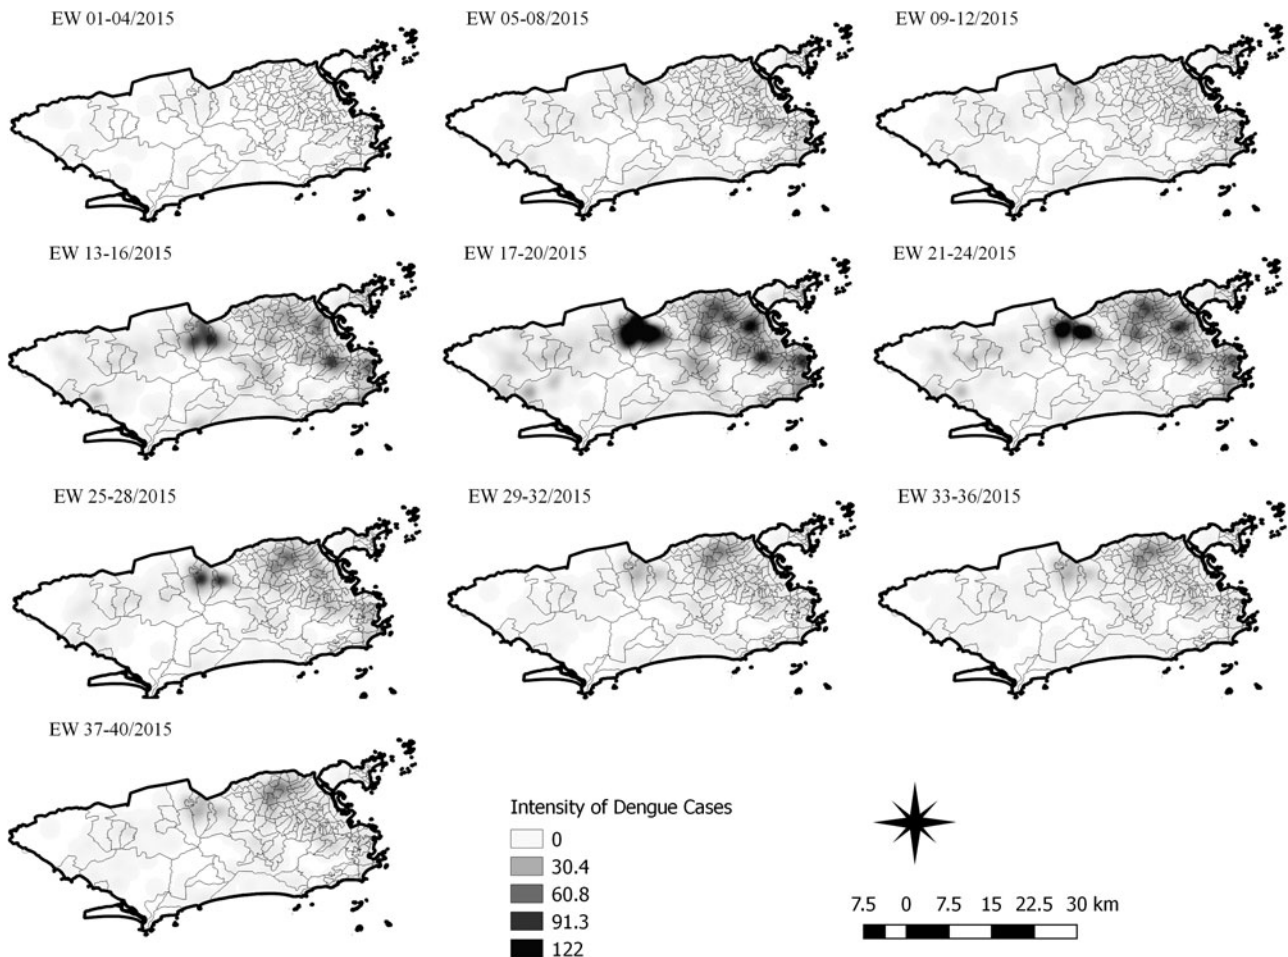 EW 01-04/2015
EW 05-08/2015
EW 09-12/2015
EW 13-16/2015
EW 17-20/2015
EW 21-24/2015
EW 25-28/2015
EW 29-32/2015
EW 33-36/2015
EW 37-40/2015
Intensity of Dengue Cases
0
30.4
60.8
91.3
122
7.5 0 7.5 15 22.5 30 km